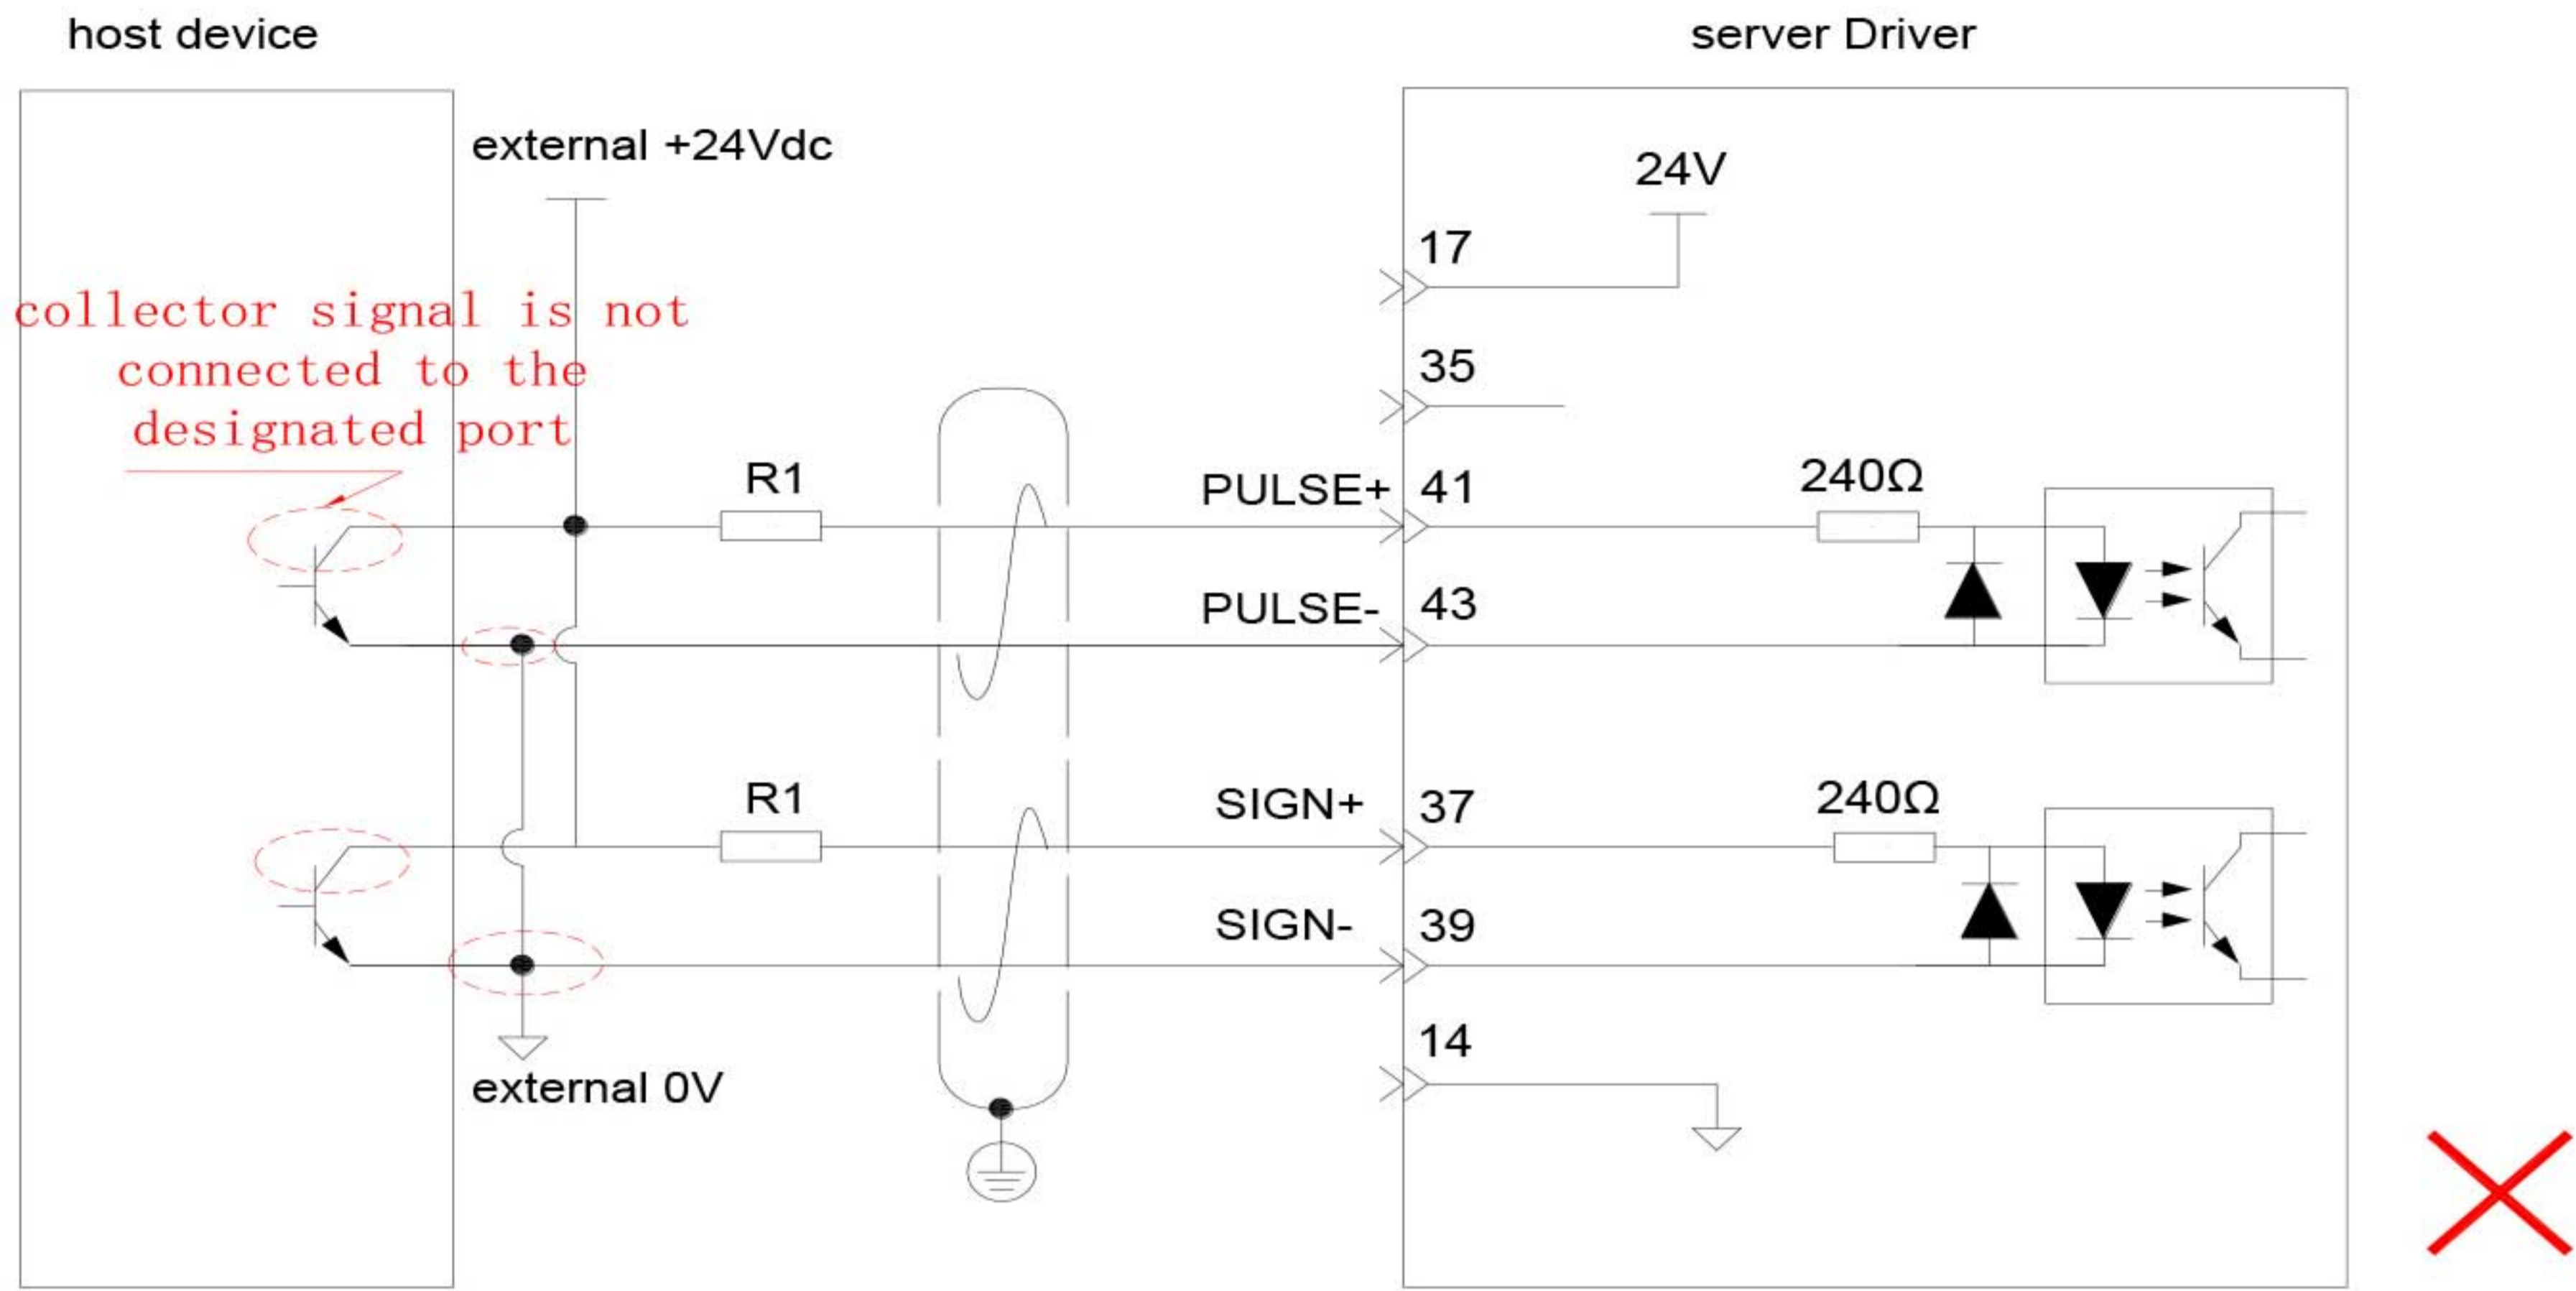 host device
server Driver
external +24Vdc
24V
17
collector signal is not
connected to the
designated port
35
R1
PULSE+
41
240Ω
PULSE-
43
R1
SIGN+
37
240Ω
SIGN-
39
14
external 0V